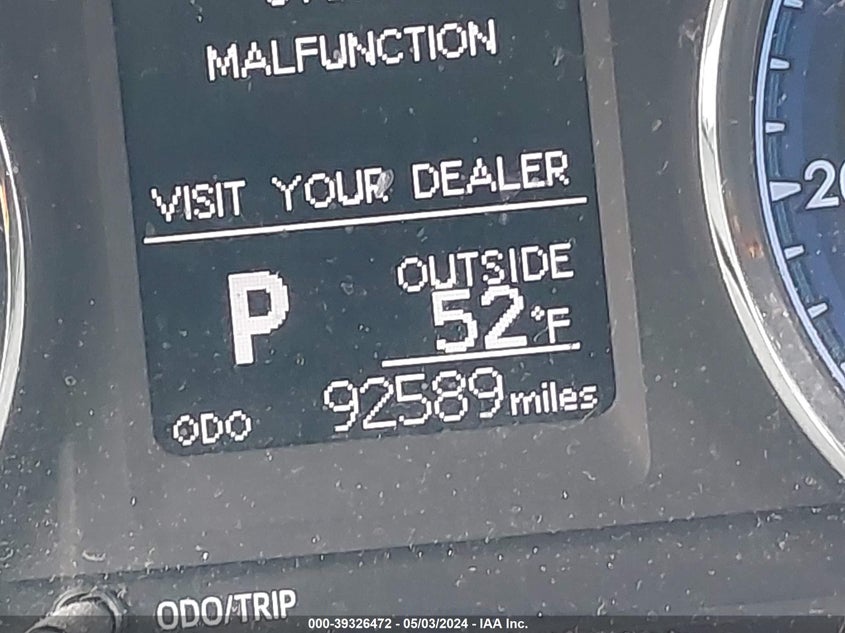 MALFUNCTION
VISIT YOUR DEALER
P
OUTSIDE
52°F
ODO 92589 miles
ODO/TRIP
000-39326472 - 05/03/2024 - IAA Inc.